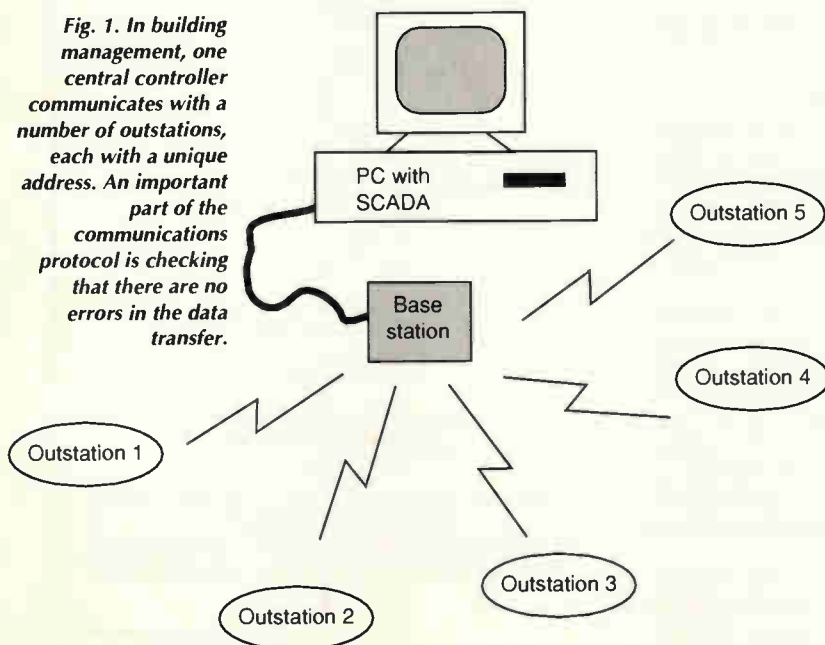 Fig. 1. In building
management, one
central controller
communicates with a
number of outstations,
each with a unique
address. An important
part of the
communications
protocol is checking
that there are no
errors in the data
transfer.
PC with
SCADA
Base
station
Outstation 5
Outstation 4
Outstation 1
Outstation 3
Outstation 2